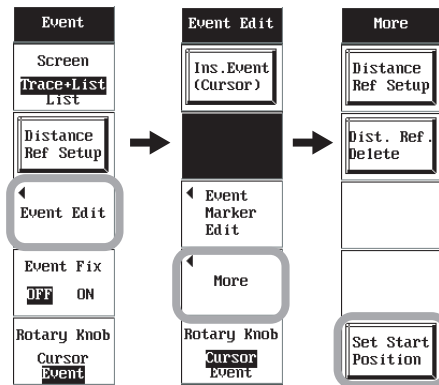 Event
Screen
Trace+List
List
Distance
Ref Setup
Event Edit
Event Fix
OFF ON
Rotary Knob
Cursor
Event
Event Edit
Ins.Event
(Cursor)
Event
Marker
Edit
More
Rotary Knob
Cursor
Event
More
Distance
Ref Setup
Dist. Ref.
Delete
Set Start
Position